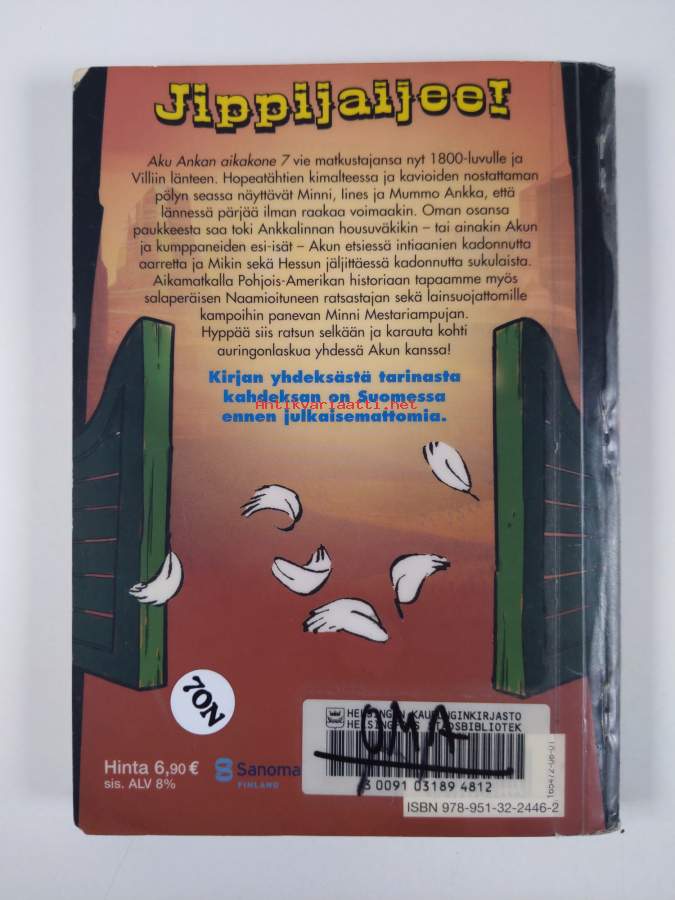 Jippijaijee!
Aku Ankan aikakone 7 vie matkustajansa nyt 1800-luvulle ja
Villiin länteen. Hopeatähtien kimalteessa ja kavioiden nostattaman
pölyn seassa näyttävät Minni, Iines ja Mummo Ankka, että
lännessä pärjää ilman raakaa voimaakin. Oman osansa
paukkeesta saa toki Ankkalinnan housuväkikin – tai ainakin Akun
ja kumppaneiden esi-isät – Akun etsiessä intiaanien kadonnutta
aarretta ja Mikin sekä Hessun jäljittäessä kadonnutta sukulaista.
Aikamatkalla Pohjois-Amerikan historiaan tapaamme myös
salaperäisen Naamioituneen ratsastajan sekä lainsuojattomille
kampoihin panevan Minni Mestariampujan.
Hyppää siis ratsun selkään ja karauta kohti
auringonlaskua yhdessä Akun kanssa!
Kirjan yhdeksästä tarinasta
kahdeksan on Suomessa
Antikvariaatti.net
ennen julkaisemattomia.
7ON
HELSINGIN KAUPUNGINKIRJASTO
HELSINGFORS STADSBIBLIOTEK
OMA
3 0091 03189 4812
Hinta 6,90 €
sis. ALV 8%
Sanoma
FINLAND
ISBN 978-951-32-2446-2